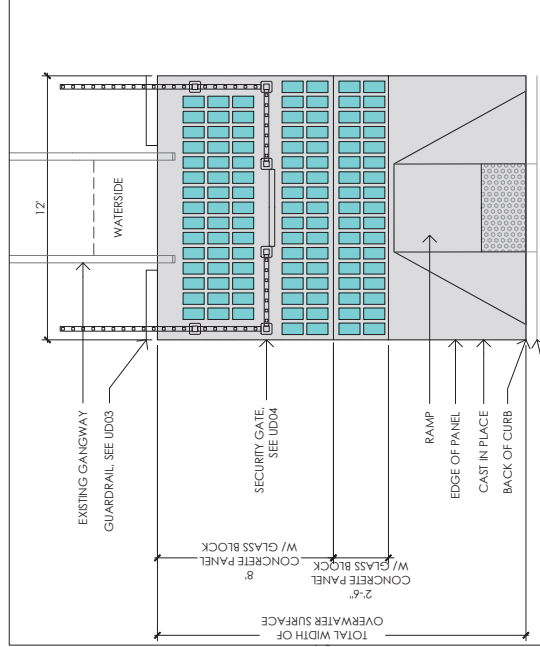 12'
WATERSIDE
EXISTING GANGWAY
GUARDRAIL, SEE UD03
SECURITY GATE,
SEE UD04
RAMP
EDGE OF PANEL
CAST IN PLACE
BACK OF CURB
8'
CONCRETE PANEL
W/ GLASS BLOCK
2'-6"
CONCRETE PANEL
W/ GLASS BLOCK
TOTAL WIDTH OF
OVERWATER SURFACE